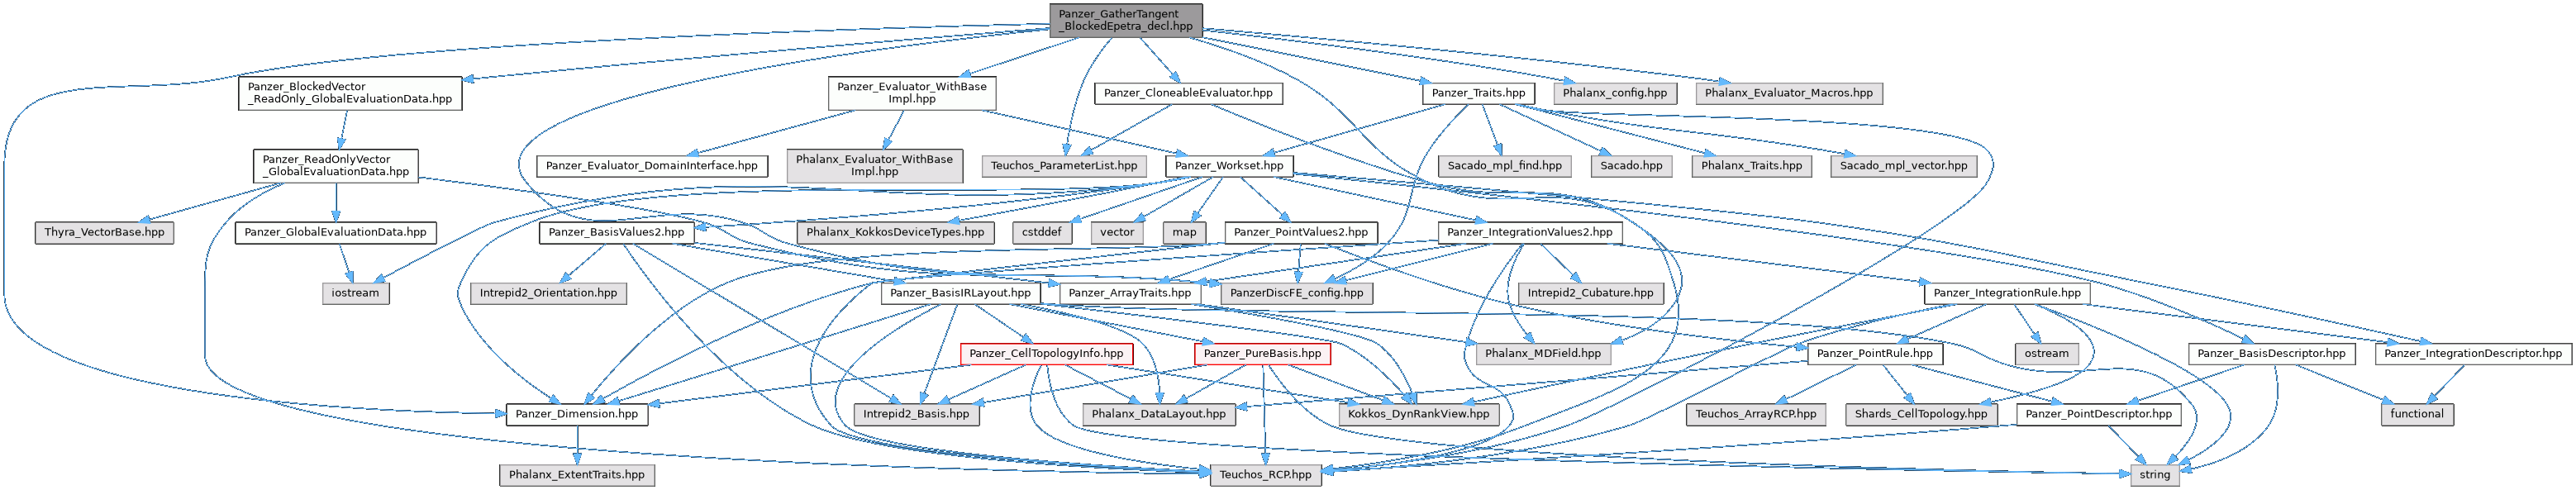 Panzer_GatherTangent
_BlockedEpetra_decl.hpp
Panzer_BlockedVector
_ReadOnly_GlobalEvaluationData.hpp
Panzer_Evaluator_WithBase
Impl.hpp
Panzer_CloneableEvaluator.hpp
Panzer_Traits.hpp
Phalanx_config.hpp
Phalanx_Evaluator_Macros.hpp
Panzer_ReadOnlyVector
_GlobalEvaluationData.hpp
Panzer_Evaluator_DomainInterface.hpp
Phalanx_Evaluator_WithBase
Impl.hpp
Teuchos_ParameterList.hpp
Panzer_Workset.hpp
Sacado_mpl_find.hpp
Sacado.hpp
Phalanx_Traits.hpp
Sacado_mpl_vector.hpp
Thyra_VectorBase.hpp
Panzer_GlobalEvaluationData.hpp
Panzer_BasisValues2.hpp
Phalanx_KokkosDeviceTypes.hpp
cstddef
vector
map
Panzer_PointValues2.hpp
Panzer_IntegrationValues2.hpp
iostream
Intrepid2_Orientation.hpp
Panzer_BasisIRLayout.hpp
Panzer_ArrayTraits.hpp
PanzerDiscFE_config.hpp
Intrepid2_Cubature.hpp
Panzer_IntegrationRule.hpp
Panzer_CellTopologyInfo.hpp
Panzer_PureBasis.hpp
Phalanx_MDField.hpp
Panzer_PointRule.hpp
ostream
Panzer_BasisDescriptor.hpp
Panzer_IntegrationDescriptor.hpp
Panzer_Dimension.hpp
Intrepid2_Basis.hpp
Phalanx_DataLayout.hpp
Kokkos_DynRankView.hpp
Teuchos_ArrayRCP.hpp
Shards_CellTopology.hpp
Panzer_PointDescriptor.hpp
functional
Phalanx_ExtentTraits.hpp
Teuchos_RCP.hpp
string